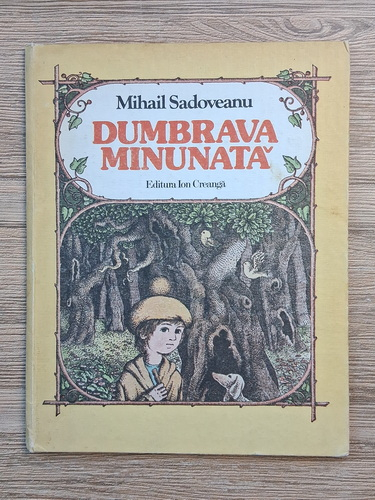 Mihail Sadoveanu
DUMBRAVA
MINUNATĂ
Editura Ion Creangă